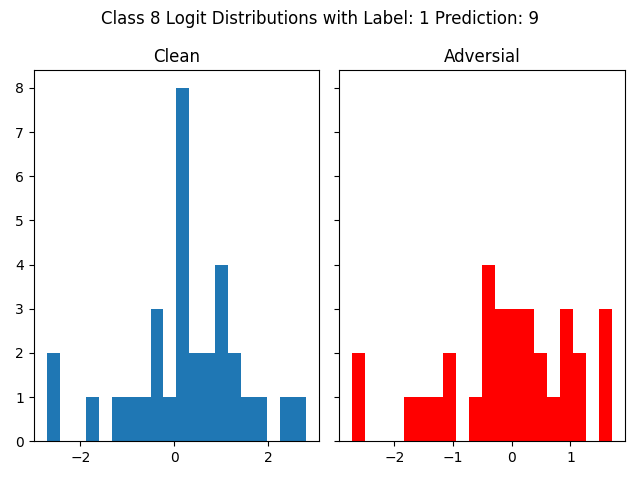 Class 8 Logit Distributions with Label: 1 Prediction: 9
Clean
Adversial
8
7
6
5
4
3
2
1
0
−2 0 2
−2 −1 0 1